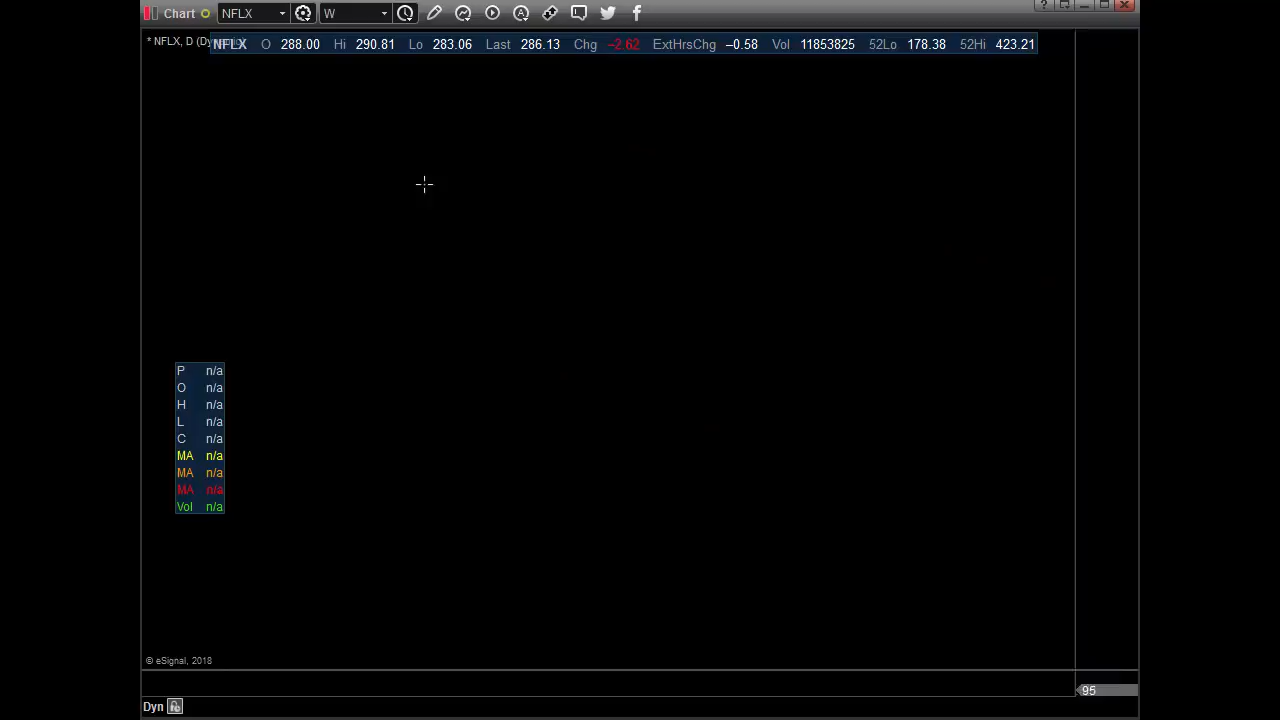 Chart NFLX W
* NFLX, D (Dy
NFLX O 288.00 Hi 290.81 Lo 283.06 Last 286.13 Chg –2.62 ExtHrsChg –0.58 Vol 11853825 52Lo 178.38 52Hi 423.21
P n/a
O n/a
H n/a
L n/a
C n/a
MA n/a
MA n/a
MA n/a
Vol n/a
© eSignal, 2018
95
Dyn